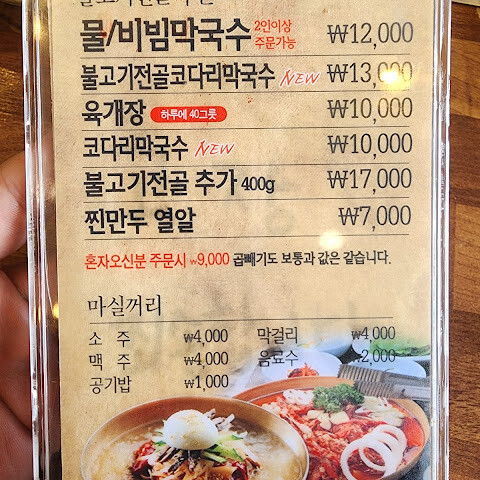 물/비빔막국수 2인이상 주문가능 ₩12,000
불고기전골코다리막국수 NEW ₩13,000
육개장 하루에 40그릇 ₩10,000
코다리막국수 NEW ₩10,000
불고기전골 추가 400g ₩17,000
찐만두 열알 ₩7,000
혼자오신분 주문시 ₩9,000 곱빼기도 보통과 값은 같습니다.
마실꺼리
소 주 ₩4,000 막걸리 ₩4,000
맥 주 ₩4,000 음료수 2,000
공기밥 ₩1,000